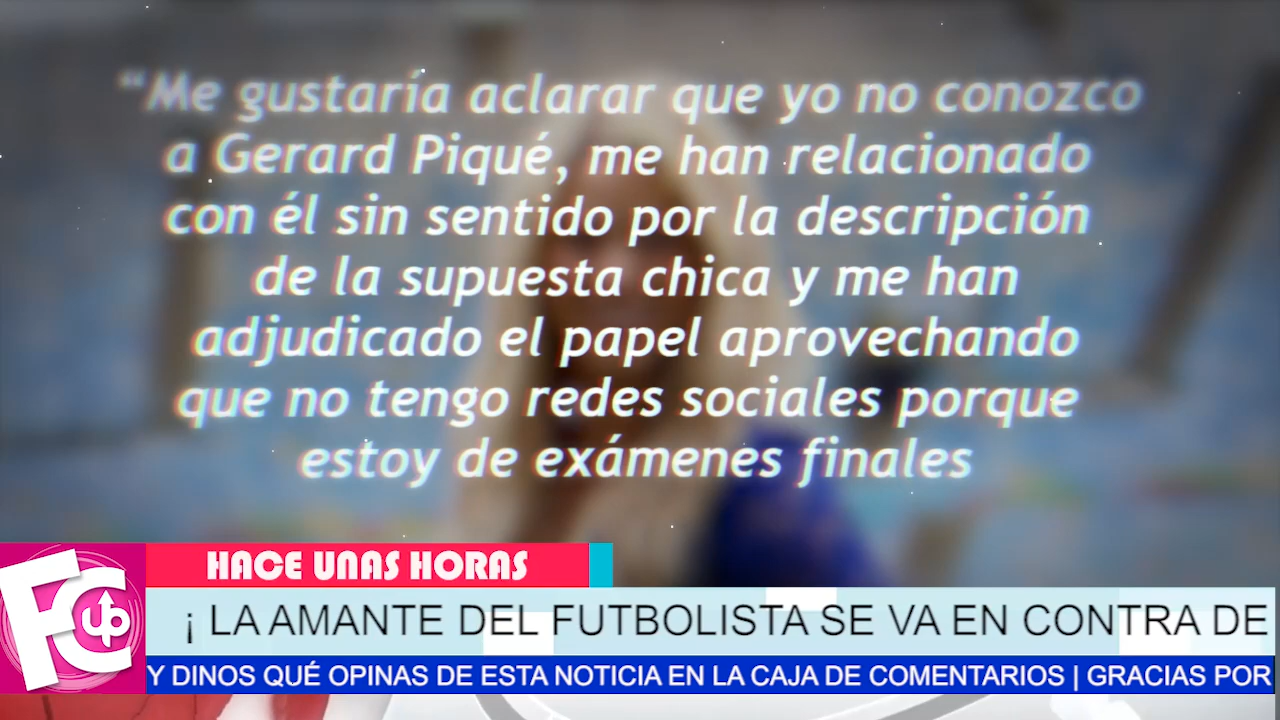 “Me gustaría aclarar que yo no conozco
a Gerard Piqué, me han relacionado
con él sin sentido por la descripción
de la supuesta chica y me han
adjudicado el papel aprovechando
que no tengo redes sociales porque
estoy de exámenes finales
HACE UNAS HORAS
FC UP
¡ LA AMANTE DEL FUTBOLISTA SE VA EN CONTRA DE
Y DINOS QUÉ OPINAS DE ESTA NOTICIA EN LA CAJA DE COMENTARIOS | GRACIAS POR